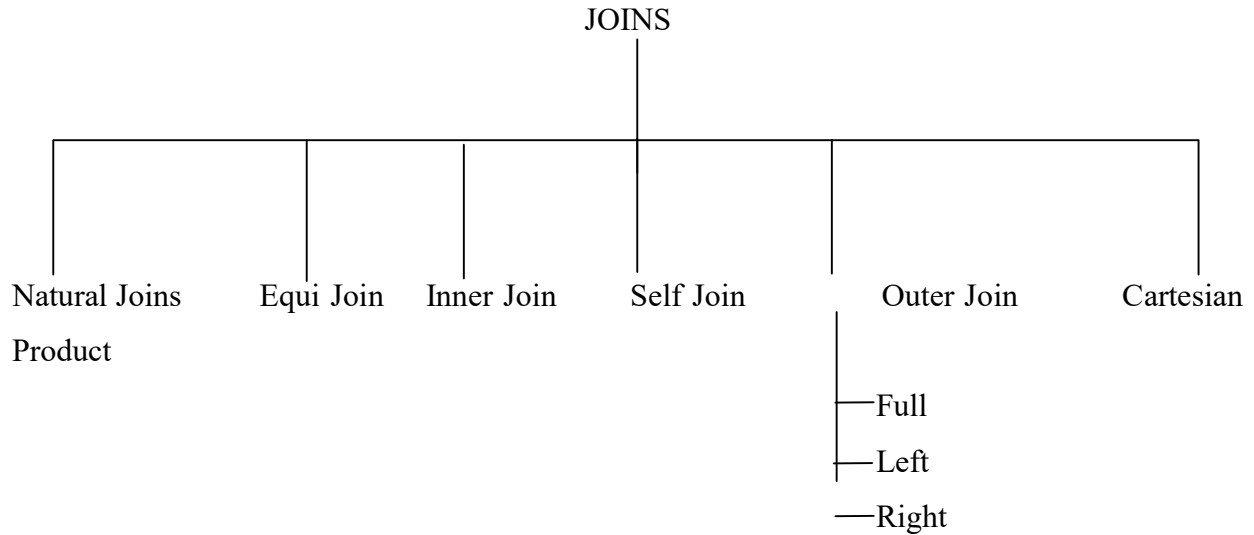 JOINS
Natural Joins Equi Join Inner Join Self Join Outer Join Cartesian
Product
Full
Left
Right